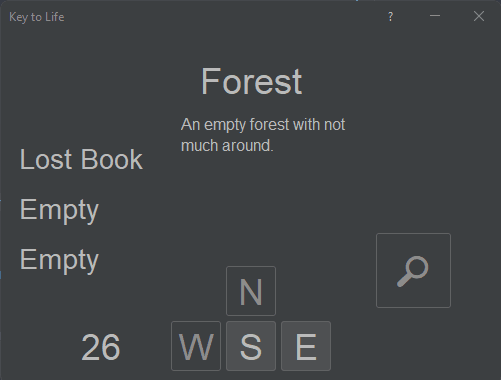 Key to Life
?
Forest
An empty forest with not
much around.
Lost Book
Empty
Empty
N
26
W S E